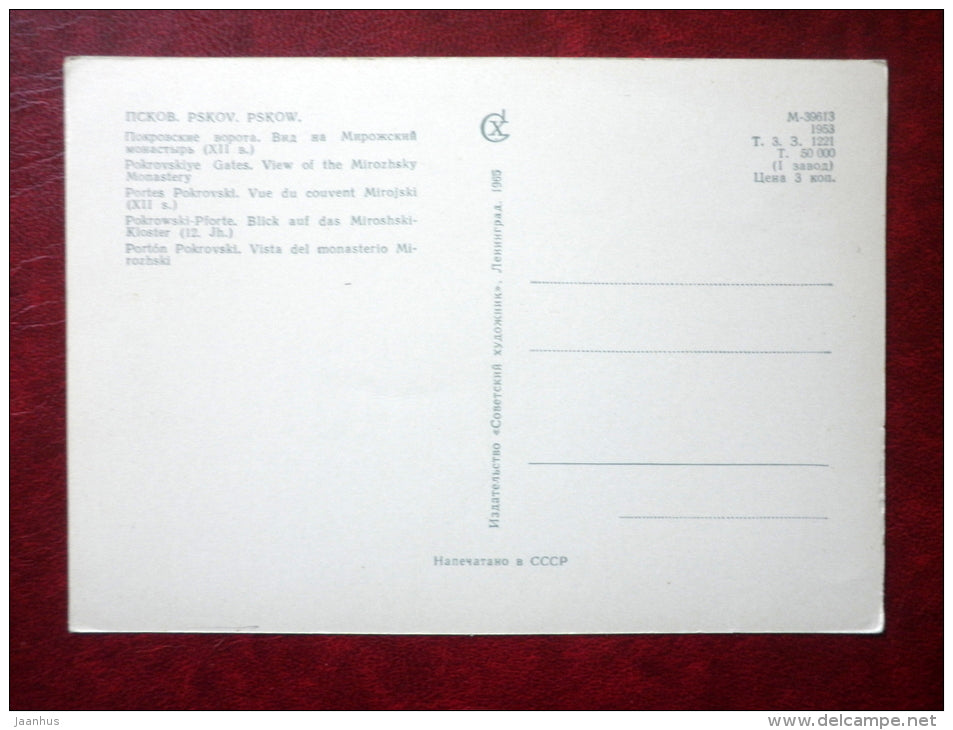 ПСКОВ. PSKOV. PSKOW.
Покровские ворота. Вид на Мирожский
монастырь (XII в.)
Pokrovskiye Gates. View of the Mirozhsky
Monastery
Portes Pokrovski. Vue du couvent Mirojski
(XII s.)
Pokrowski-Pforte. Blick auf das Miroshski-
Kloster (12. Jh.)
Portón Pokrovski. Vista del monasterio Mi-
rozhski
М-39613
1953
Т. З. З. 1221
Т. 50 000
(I завод)
Цена 3 коп.
Издательство «Советский художник». Ленинград. 1965
Напечатано в СССР
jaanhus
www.delcampe.net